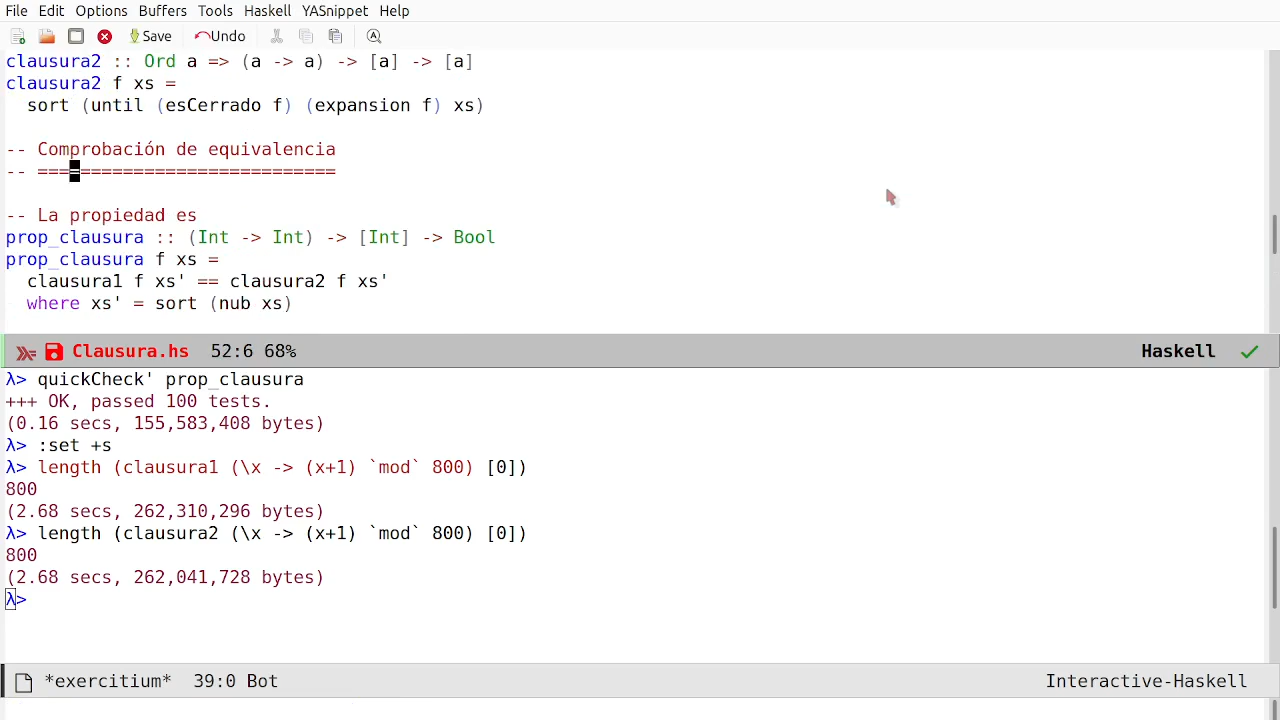 File Edit Options Buffers Tools Haskell YASnippet Help
Save Undo
clausura2 :: Ord a => (a -> a) -> [a] -> [a]
clausura2 f xs =
  sort (until (esCerrado f) (expansion f) xs)
-- Comprobación de equivalencia
-- ============================
-- La propiedad es
prop_clausura :: (Int -> Int) -> [Int] -> Bool
prop_clausura f xs =
  clausura1 f xs' == clausura2 f xs'
  where xs' = sort (nub xs)
Clausura.hs 52:6 68% Haskell
λ> quickCheck' prop_clausura
+++ OK, passed 100 tests.
(0.16 secs, 155,583,408 bytes)
λ> :set +s
λ> length (clausura1 (\x -> (x+1) `mod` 800) [0])
800
(2.68 secs, 262,310,296 bytes)
λ> length (clausura2 (\x -> (x+1) `mod` 800) [0])
800
(2.68 secs, 262,041,728 bytes)
λ>
*exercitium* 39:0 Bot Interactive-Haskell